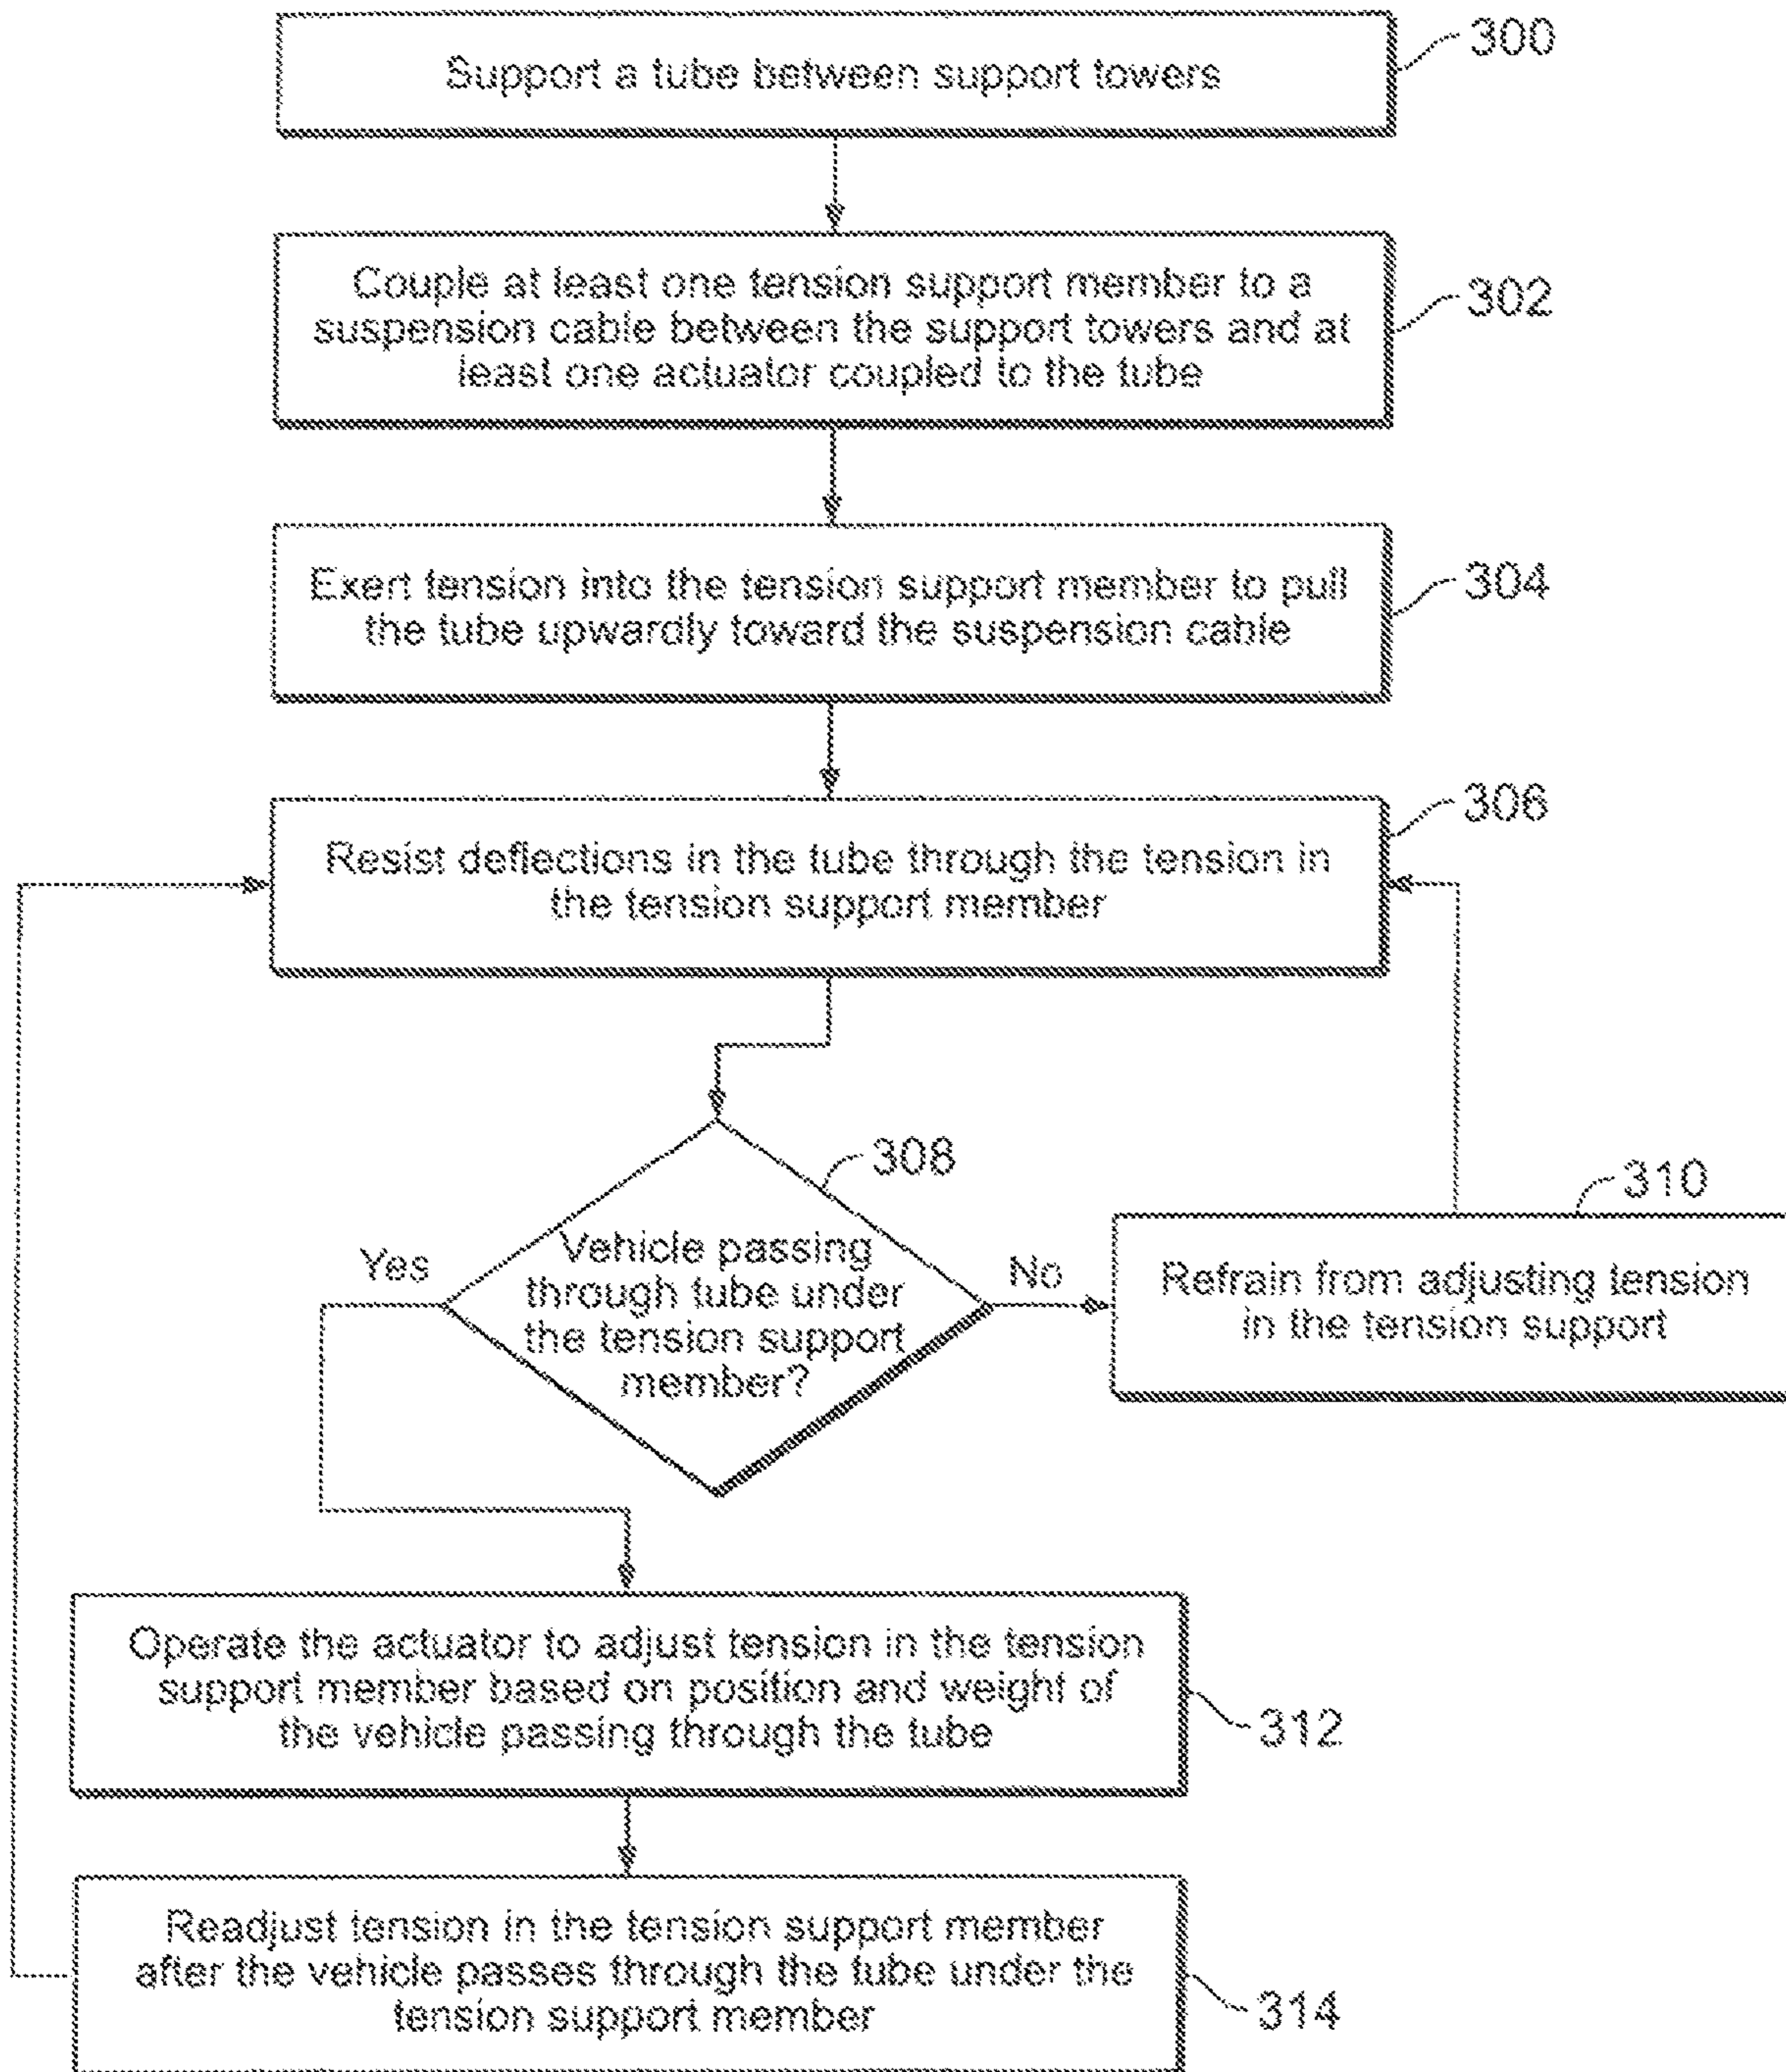 Support a tube between support towers
300
Couple at least one tension support member to a
suspension cable between the support towers and at
least one actuator coupled to the tube
302
Exert tension into the tension support member to pull
the tube upwardly toward the suspension cable
304
Resist deflections in the tube through the tension in
the tension support member
306
308
Vehicle passing
through tube under
the tension support
member?
Yes
No
310
Refrain from adjusting tension
in the tension support
Operate the actuator to adjust tension in the tension
support member based on position and weight of
the vehicle passing through the tube
312
Readjust tension in the tension support member
after the vehicle passes through the tube under the
tension support member
314